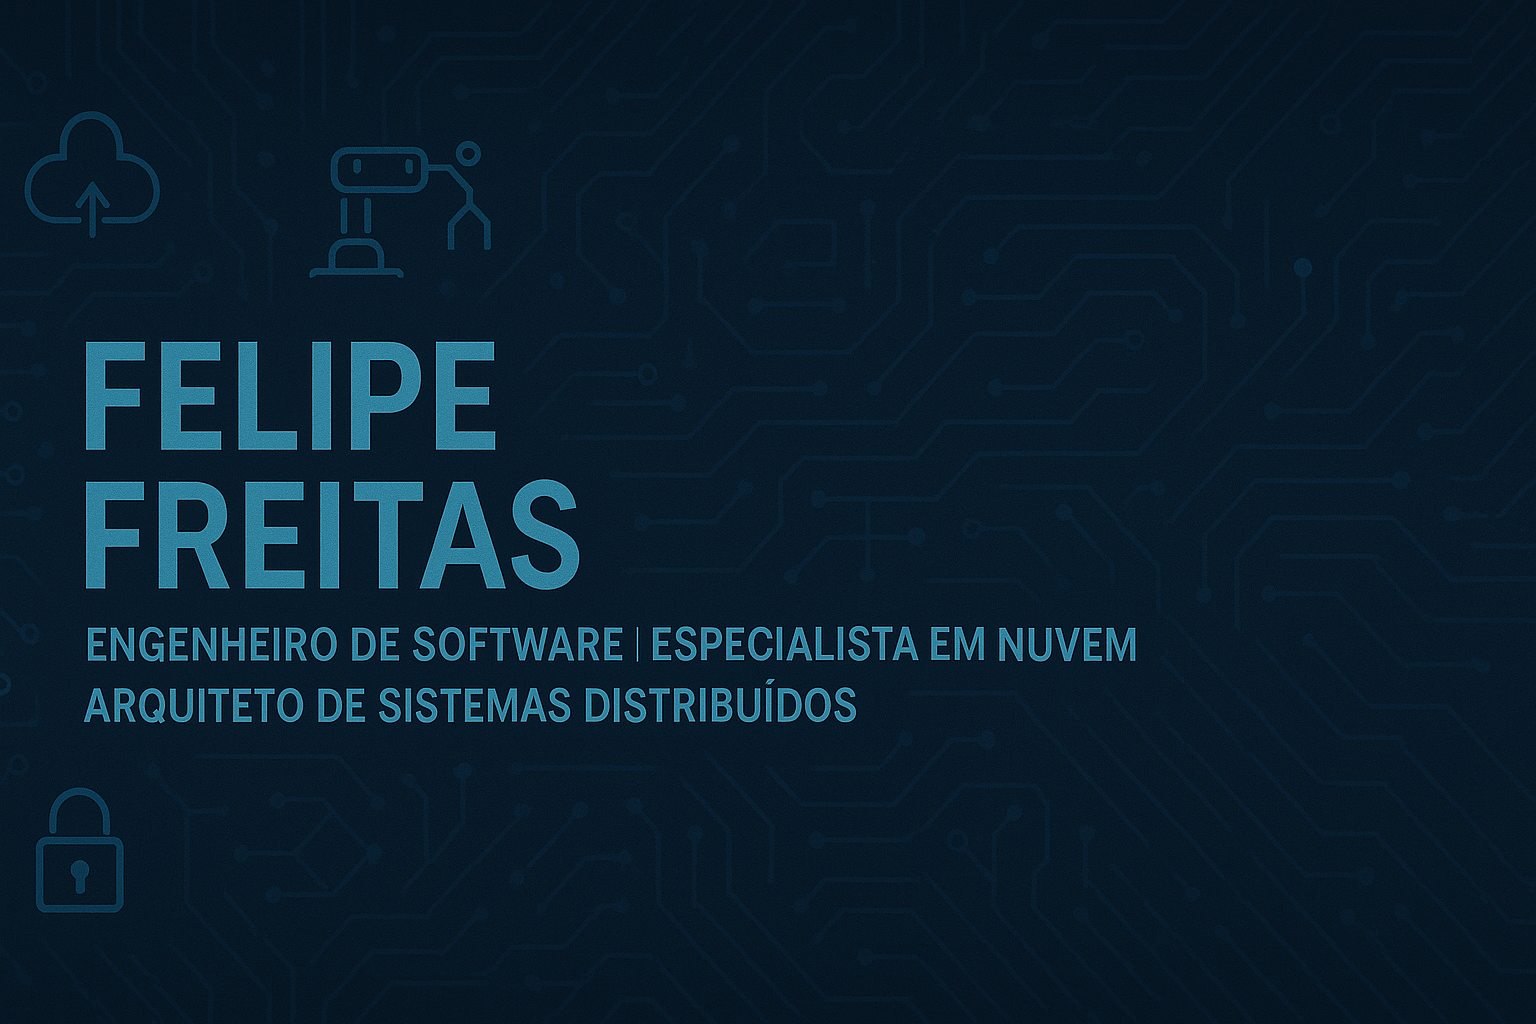 FELIPE
FREITAS
ENGENHEIRO DE SOFTWARE | ESPECIALISTA EM NUVEM
ARQUITETO DE SISTEMAS DISTRIBUÍDOS